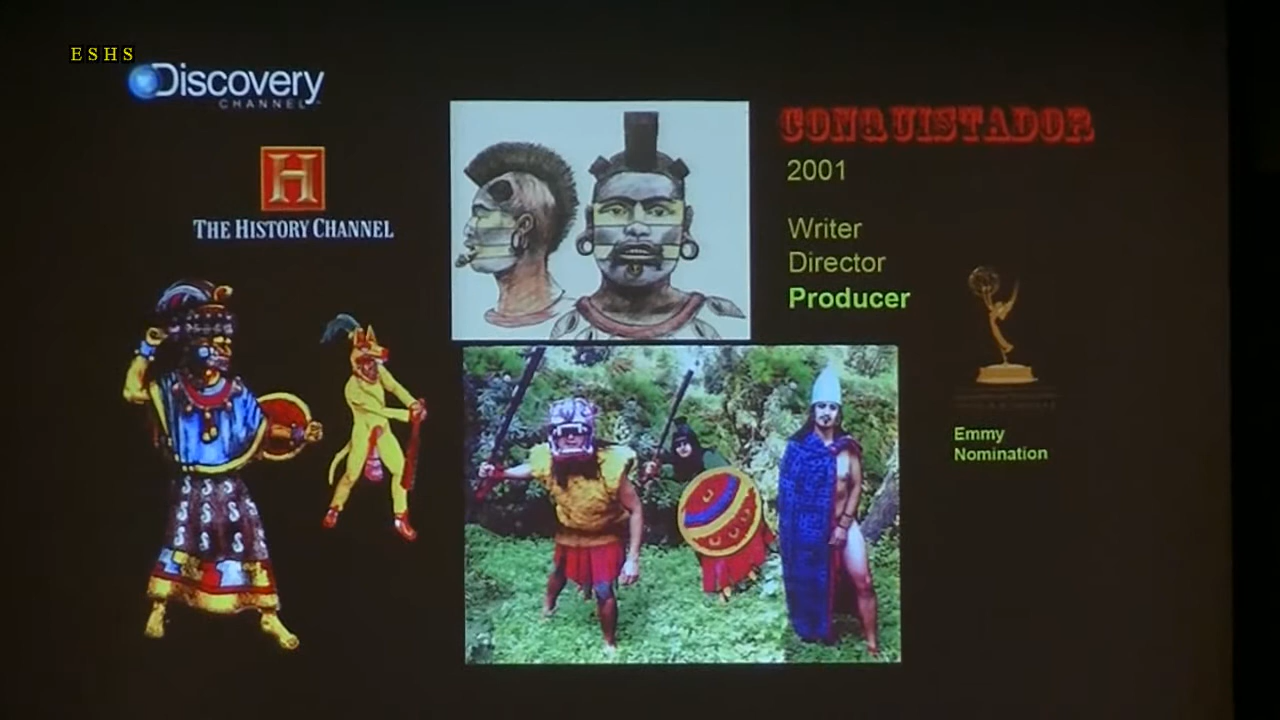 ESHS
Discovery
CHANNEL
H
THE HISTORY CHANNEL
CONQUISTADOR
2001
Writer
Director
Producer
Emmy
Nomination